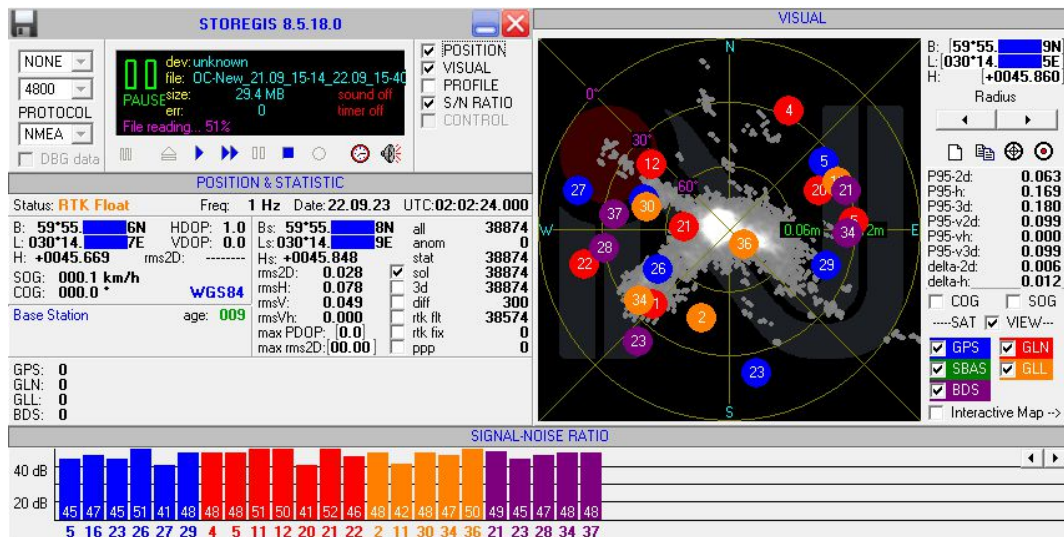 STOREGIS 8.5.18.0
NONE
4800
PROTOCOL
NMEA
DBG data
PAUSE
dev: unknown
file: OC-New_21.09_15-14_22.09_15-40
size: 29.4 MB sound off
err: 0 timer off
File reading... 51%
POSITION
VISUAL
PROFILE
S/N RATIO
CONTROL
POSITION & STATISTIC
Status: RTK Float Freq: 1 Hz Date: 22.09.23 UTC:02:02:24.000
B: 59*55. 6N HDOP: 1.0
L: 030*14. 7E VDOP: 0.0
H: +0045.669 rms2D: --------
SOG: 000.1 km/h
COG: 000.0 * WGS84
Base Station age: 009
Bs: 59*55. 8N
Ls: 030*14. 9E
Hs: +0045.848
rms2D: 0.028
rmsH: 0.078
rmsV: 0.049
rmsVh: 0.000
max PDOP: [0.0]
max rms2D:[00.00]
all 38874
anom 0
stat 38874
sol 38874
3d 38874
diff 300
rtk flt 38574
rtk fix 0
ppp 0
GPS: 0
GLN: 0
GLL: 0
BDS: 0
VISUAL
N
4
0°
30°
12
5
20
21
27
60°
30
37
21
5
W
0.06m
2m
E
34
28
36
22
26
29
34
1
2
23
23
S
B: [59*55. 9N]
L: [030*14. 5E]
H: [+0045.860]
Radius
P95-2d: 0.063
P95-h: 0.169
P95-3d: 0.180
P95-v2d: 0.099
P95-vh: 0.000
P95-v3d: 0.099
delta-2d: 0.006
delta-h: 0.012
COG SOG
-----SAT VIEW---
GPS GLN
SBAS GLL
BDS
Interactive Map -->
SIGNAL-NOISE RATIO
40 dB
20 dB
45 47 45 51 41 48 48 48 51 50 41 52 46 48 42 48 47 50 49 45 47 48 48
5 16 23 26 27 29 4 5 11 12 20 21 22 2 11 30 34 36 21 23 28 34 37